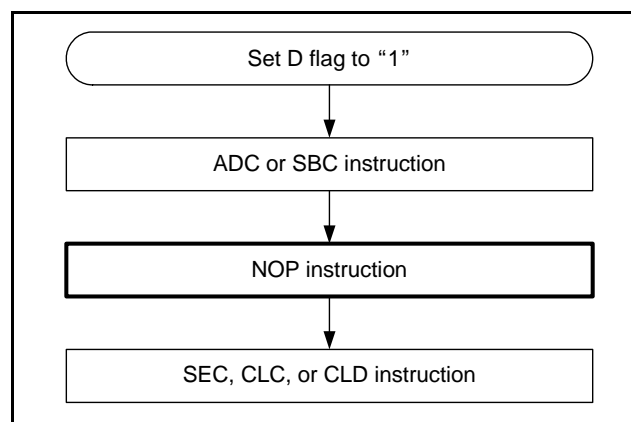 Set D flag to “1”
ADC or SBC instruction
NOP instruction
SEC, CLC, or CLD instruction